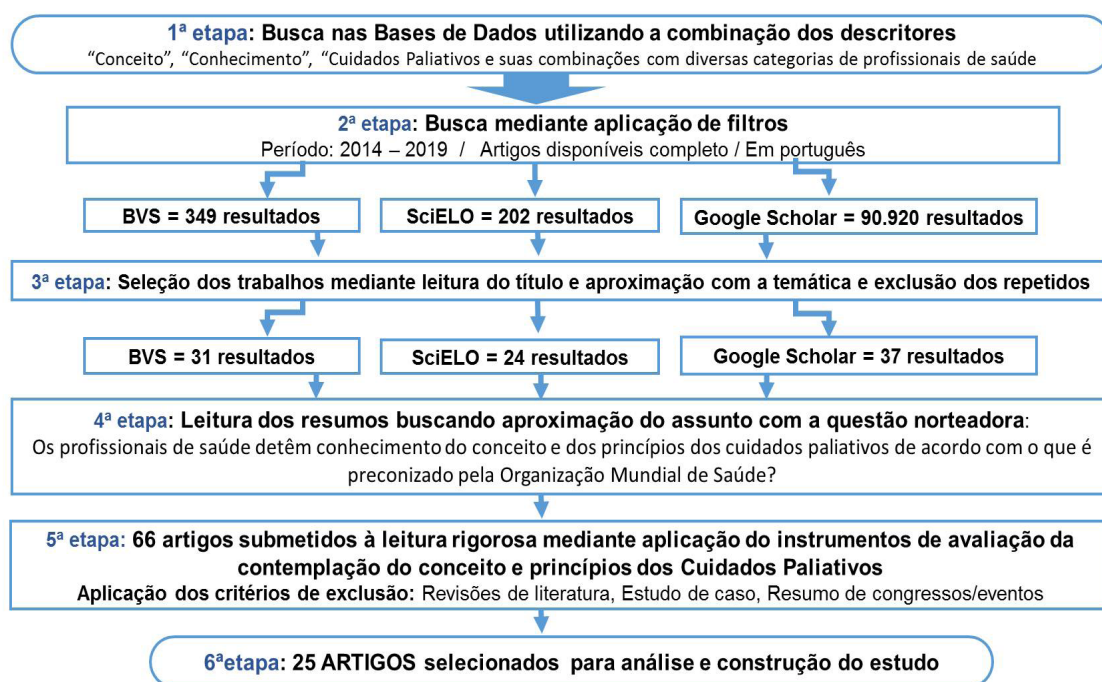 1ª etapa: Busca nas Bases de Dados utilizando a combinação dos descritores
“Conceito”, “Conhecimento”, “Cuidados Paliativos e suas combinações com diversas categorias de profissionais de saúde
2ª etapa: Busca mediante aplicação de filtros
Período: 2014 – 2019 / Artigos disponíveis completo / Em português
BVS = 349 resultados
SciELO = 202 resultados
Google Scholar = 90.920 resultados
3ª etapa: Seleção dos trabalhos mediante leitura do título e aproximação com a temática e exclusão dos repetidos
BVS = 31 resultados
SciELO = 24 resultados
Google Scholar = 37 resultados
4ª etapa: Leitura dos resumos buscando aproximação do assunto com a questão norteadora:
Os profissionais de saúde detêm conhecimento do conceito e dos princípios dos cuidados paliativos de acordo com o que é
preconizado pela Organização Mundial de Saúde?
5ª etapa: 66 artigos submetidos à leitura rigorosa mediante aplicação do instrumentos de avaliação da
contemplação do conceito e princípios dos Cuidados Paliativos
Aplicação dos critérios de exclusão: Revisões de literatura, Estudo de caso, Resumo de congressos/eventos
6ªetapa: 25 ARTIGOS selecionados para análise e construção do estudo